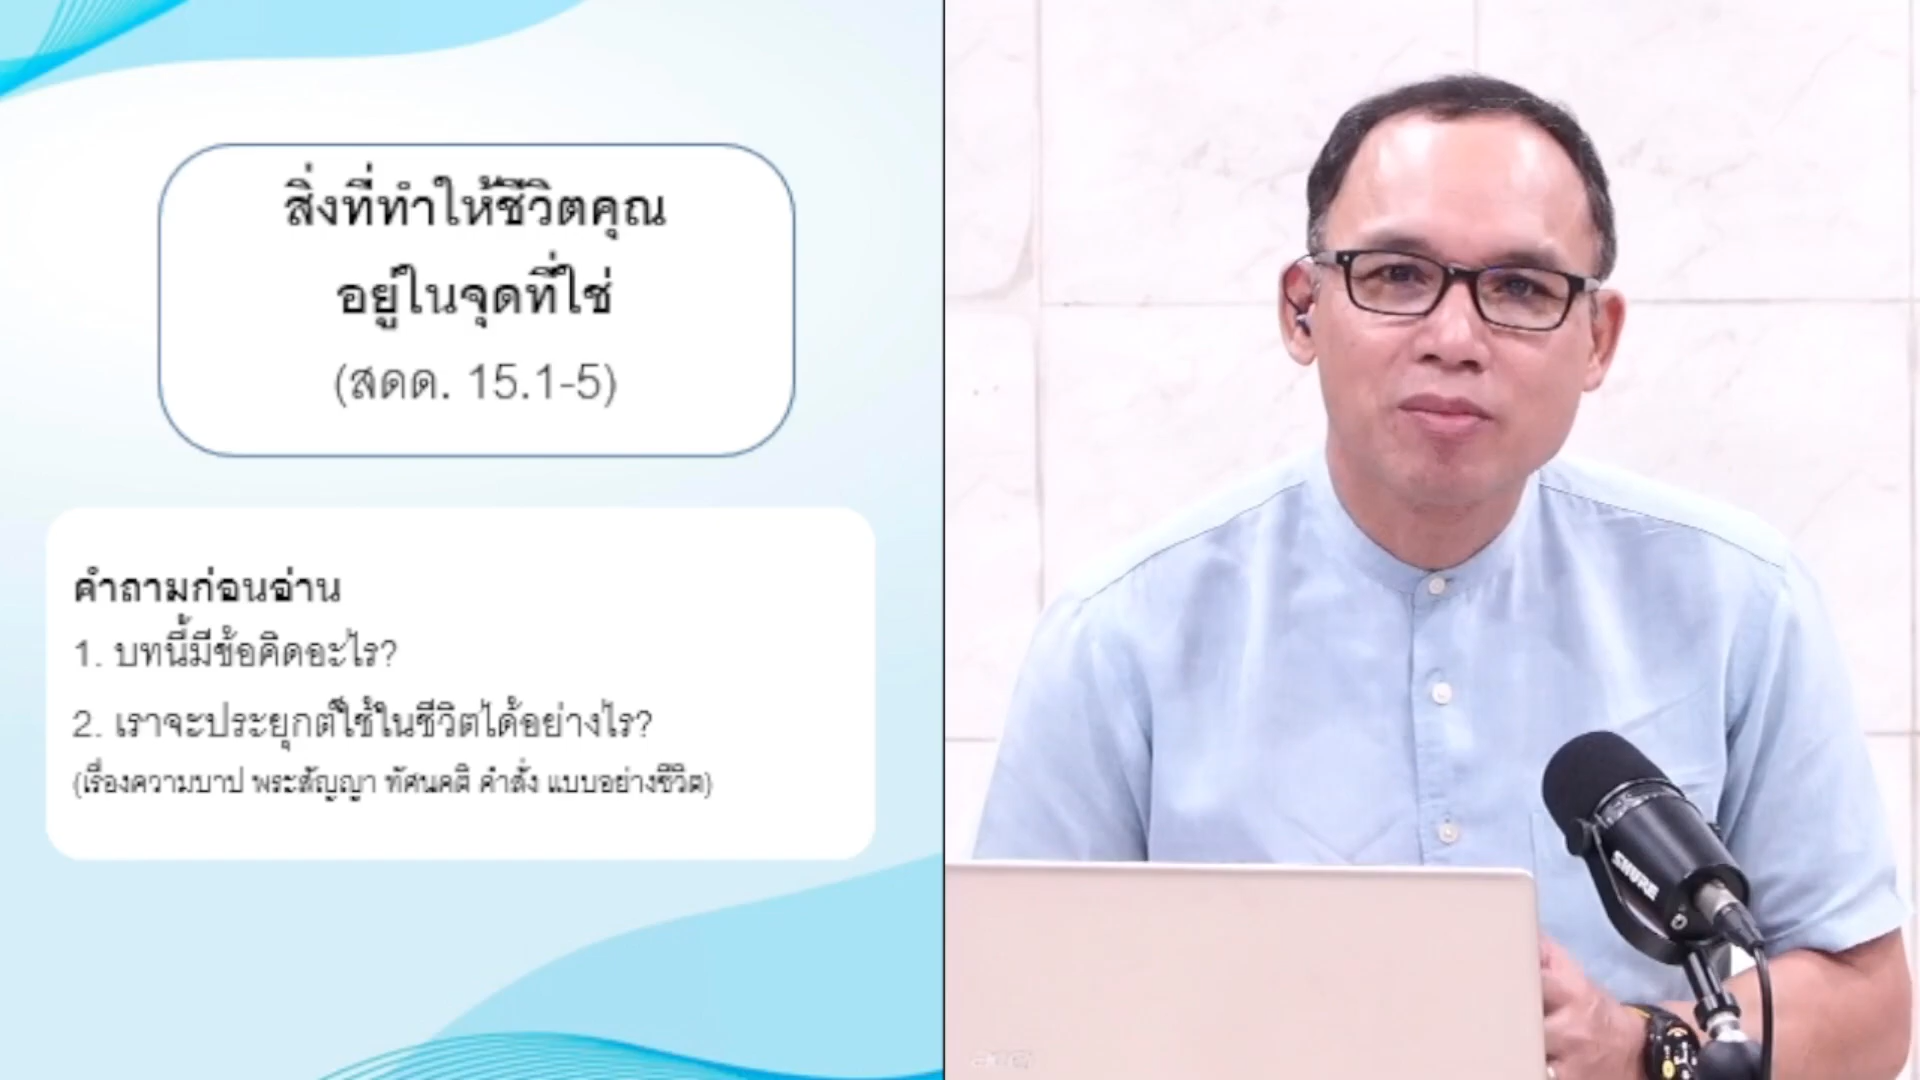 สิ่งที่ทำให้ชีวิตคุณ
อยู่ในจุดที่ใช่
(สดด. 15.1-5)
คำถามก่อนอ่าน
1. บทนี้มีข้อคิดอะไร?
2. เราจะประยุกต์ใช้ในชีวิตได้อย่างไร?
(เรื่องความบาป พระสัญญา ทัศนคติ คำสั่ง แบบอย่างชีวิต)
SHURE